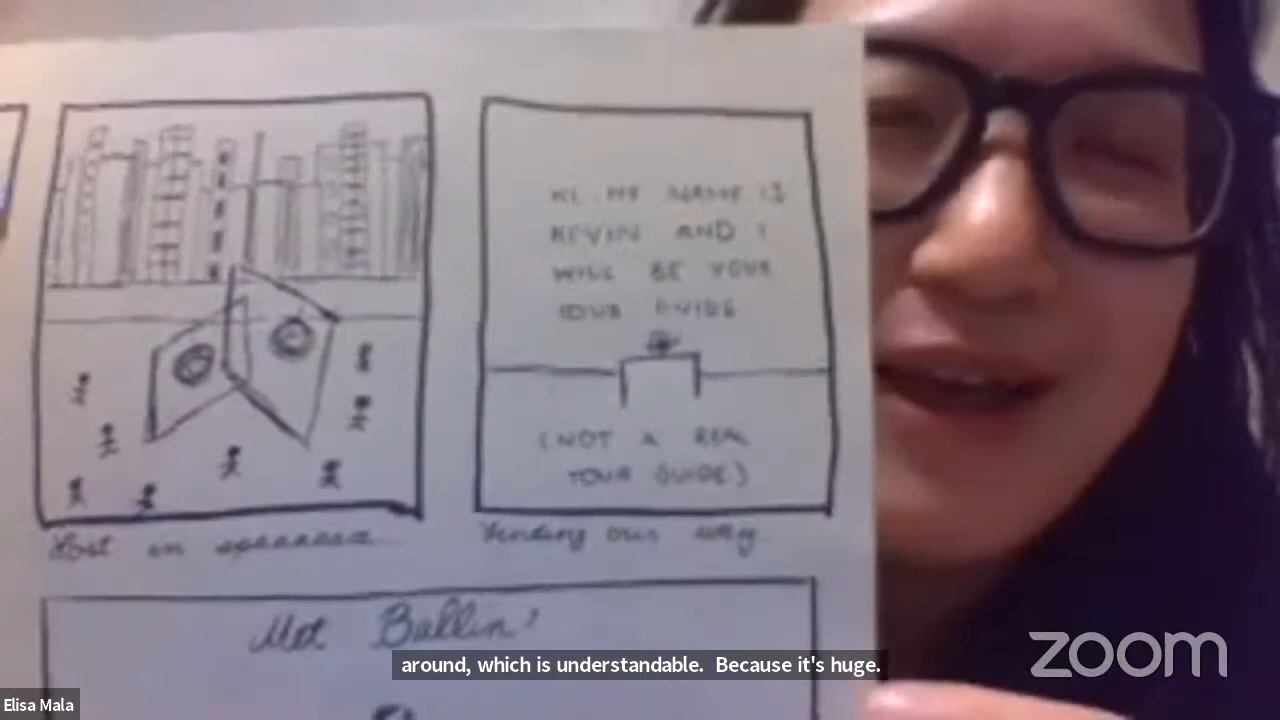 HI. MY NAME IS
KEVIN AND I
WILL BE YOUR
TOUR GUIDE
(NOT A REAL
TOUR GUIDE)
Lost in
Finding our way
Met Ballin'
around, which is understandable. Because it's huge.
zoom
Elisa Mala